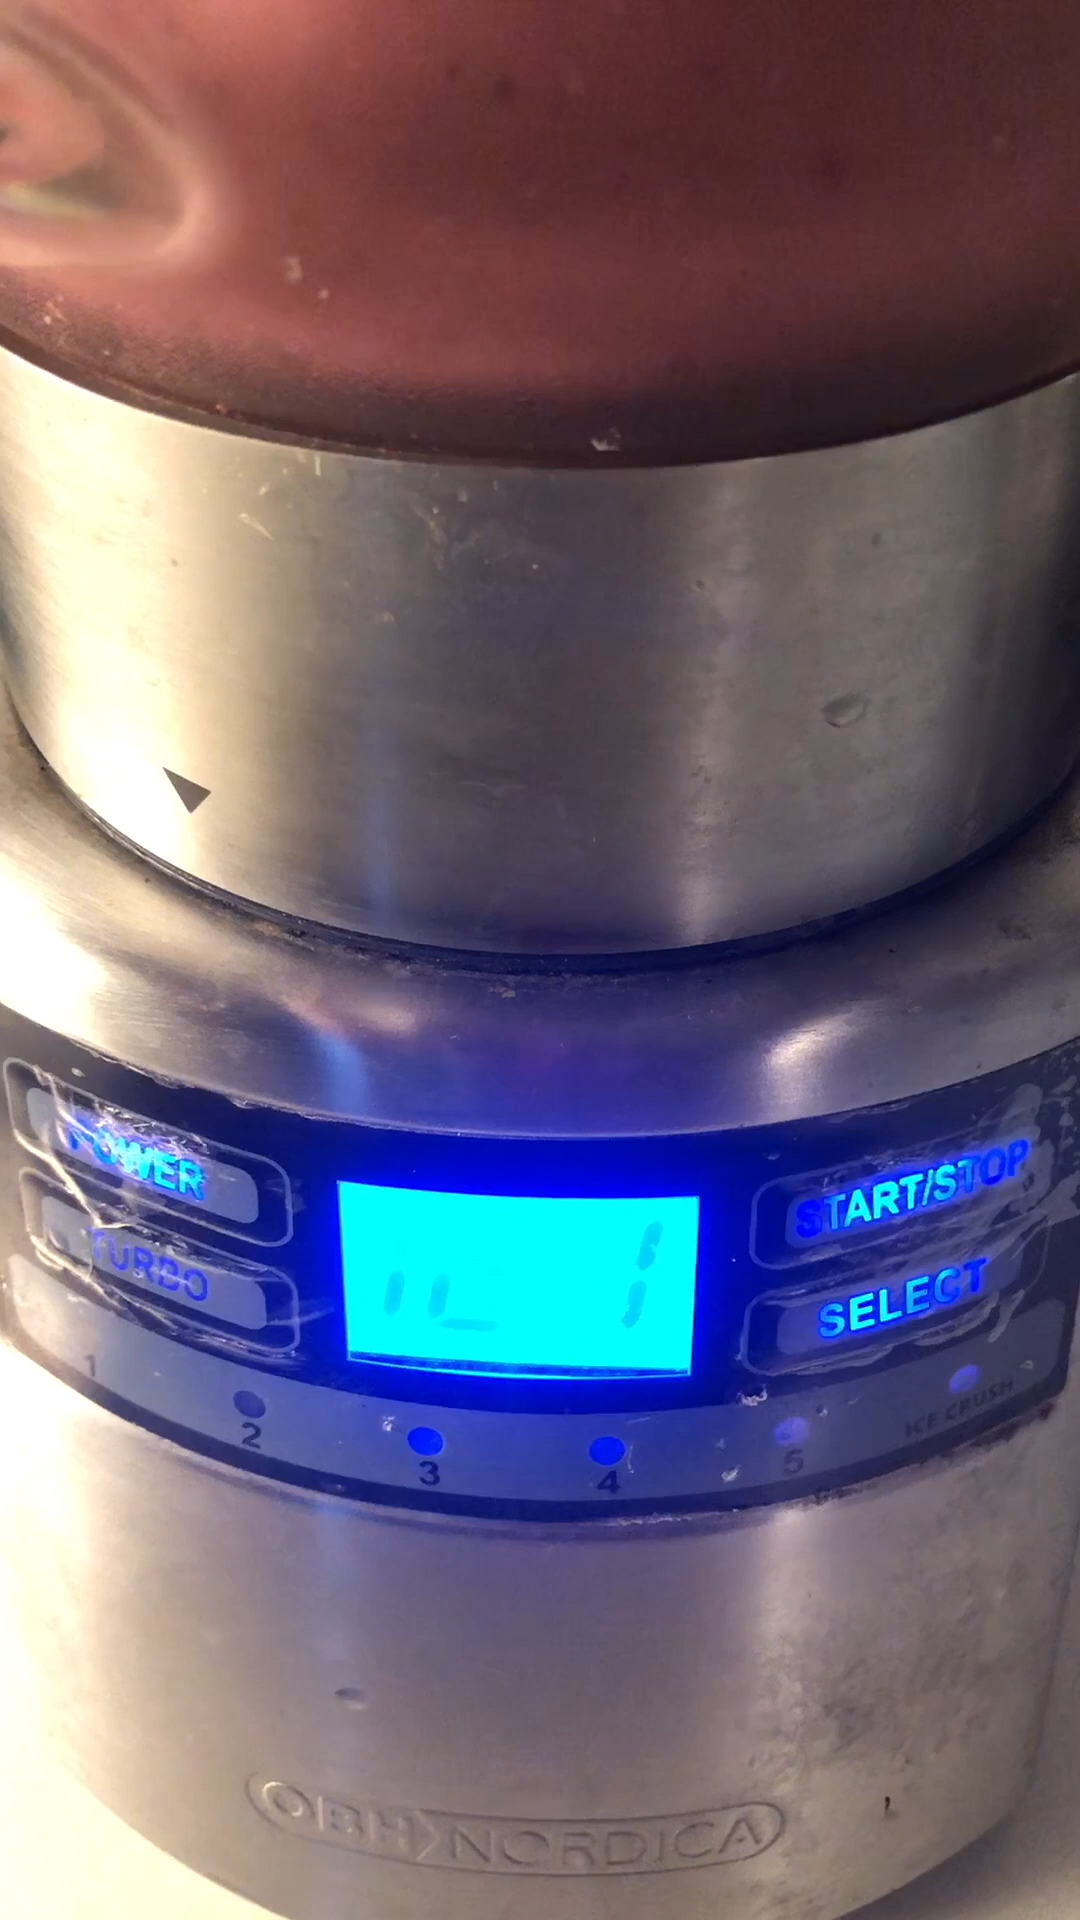 POWER
START/STOP
TURBO
SELECT
1
2
3
4
5
ICE CRUSH
OBH NORDICA